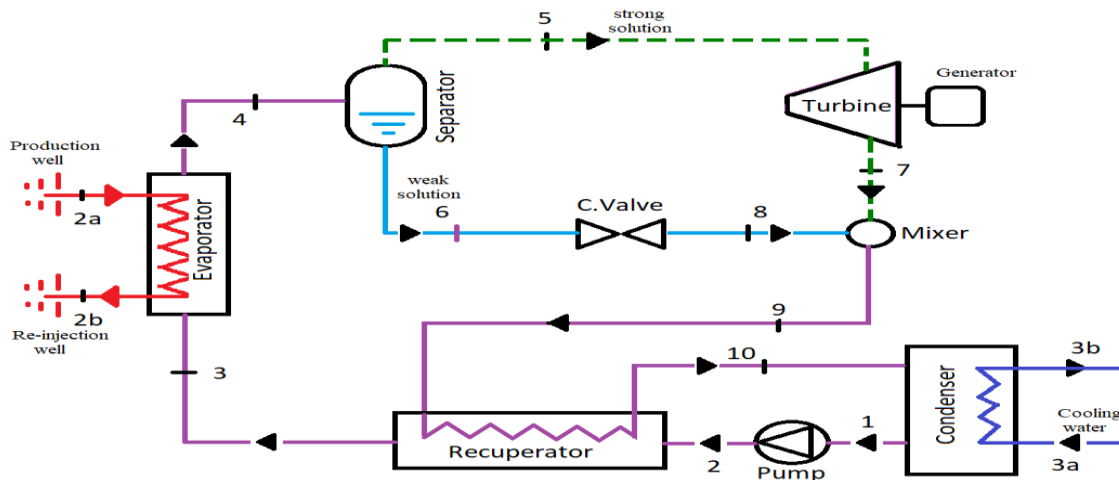 5
strong
solution
Generator
Separator
Turbine
4
Production
well
weak
solution
7
2a
6
C.Valve
8
Mixer
Evaporator
2b
Re-injection
well
9
3
10
3b
Condenser
Cooling
water
1
Recuperator
2
Pump
3a